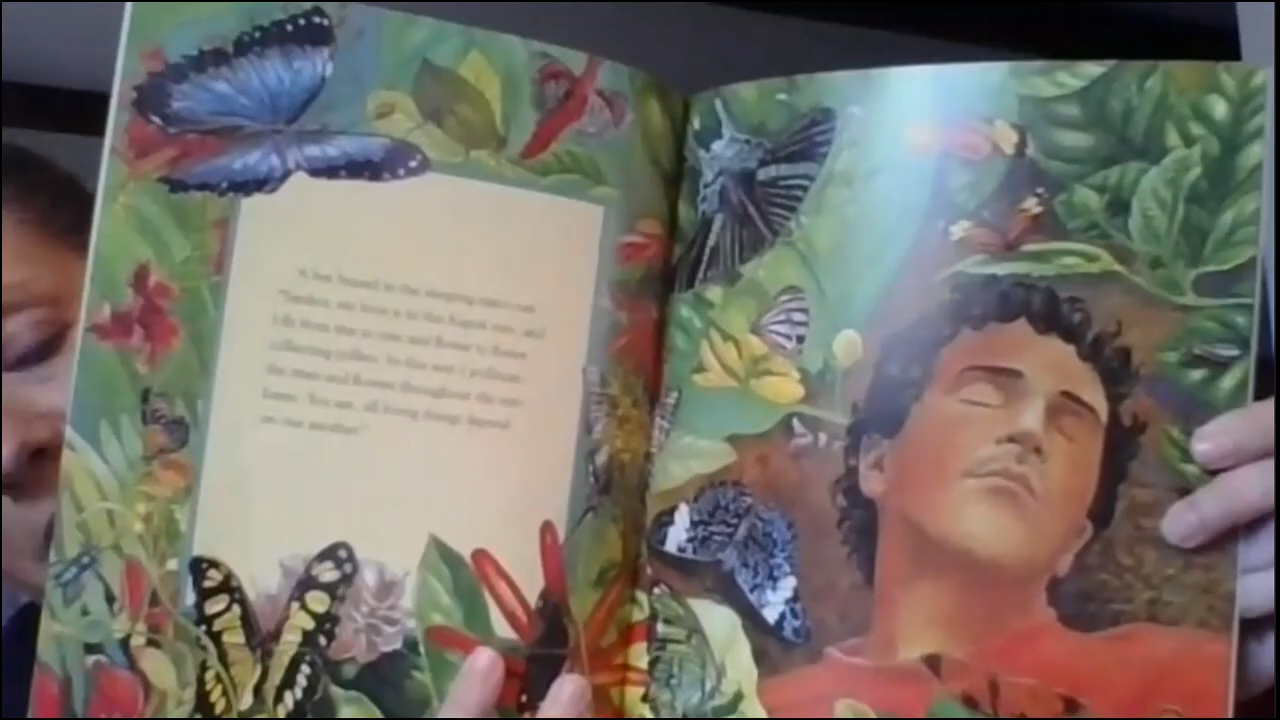 A bee buzzed in the sleeping man's ear.
"Senhor, my hive is in this Kapok tree, and
I fly from tree to tree and flower to flower
collecting pollen. In this way I pollinate
the trees and flowers throughout the rain
forest. You see, all living things depend
on one another."